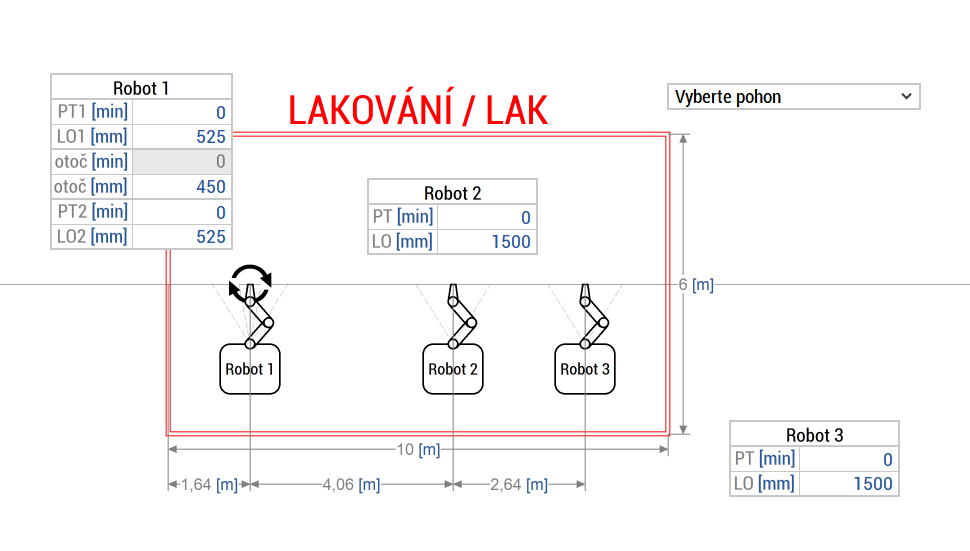 Robot 1
PT1 [min] 0
LO1 [mm] 525
otoč [min] 0
otoč [mm] 450
PT2 [min] 0
LO2 [mm] 525
LAKOVÁNÍ / LAK
Vyberte pohon
Robot 2
PT [min] 0
LO [mm] 1500
6 [m]
Robot 1
Robot 2
Robot 3
10 [m]
1,64 [m]
4,06 [m]
2,64 [m]
Robot 3
PT [min] 0
LO [mm] 1500